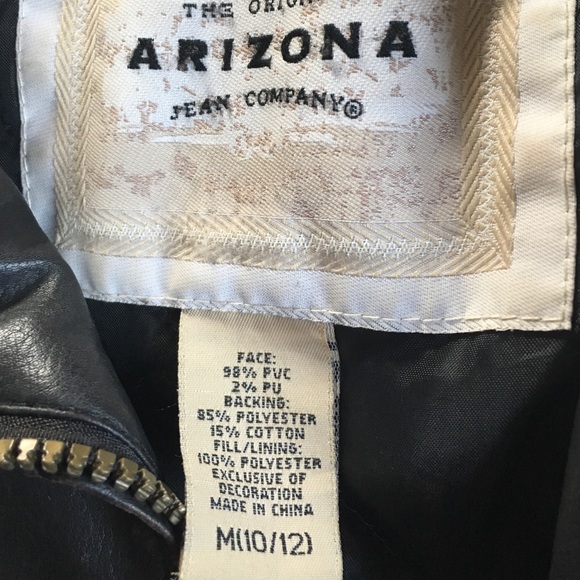 THE
ARIZONA
JEAN COMPANY®
FACE:
98% PVC
2% PU
BACKING:
85% POLYESTER
15% COTTON
FILL/LINING:
100% POLYESTER
EXCLUSIVE OF
DECORATION
MADE IN CHINA
M(10/12)